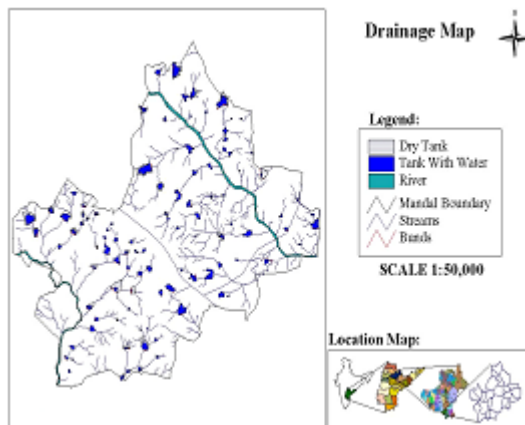 Drainage Map
Legend:
Dry Tank
Tank With Water
River
Mandal Boundary
Streams
Bunds
SCALE 1:50,000
Location Map: